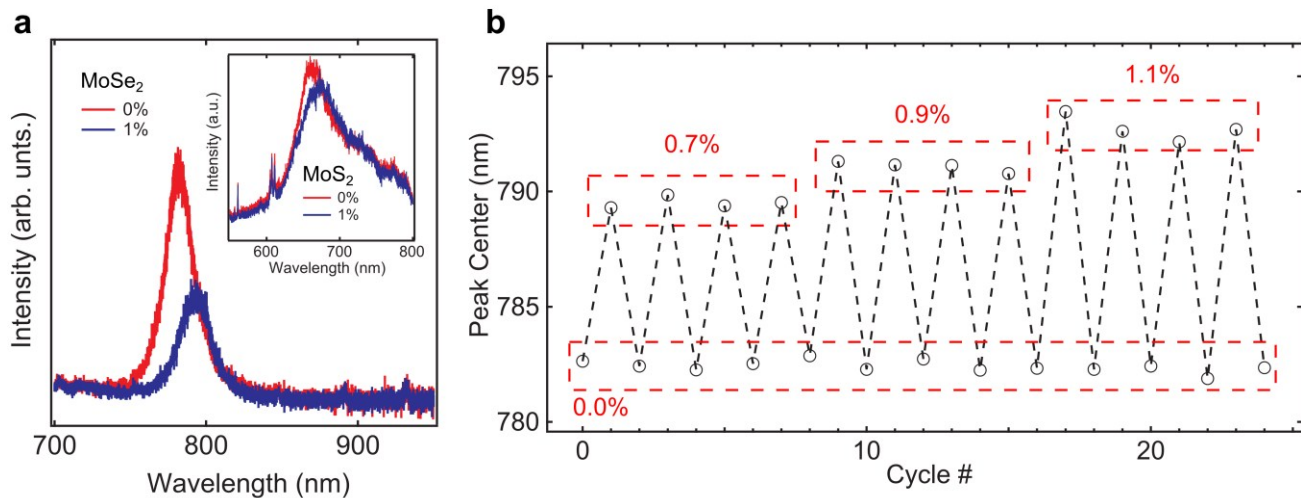 a
MoSe2
0%
1%
Intensity (arb. unts.)
700
800
900
Wavelength (nm)
Intensity (a.u.)
MoS2
0%
1%
600
700
800
Wavelength (nm)
b
795
790
785
780
Peak Center (nm)
0.7%
0.9%
1.1%
0.0%
0
10
20
Cycle #